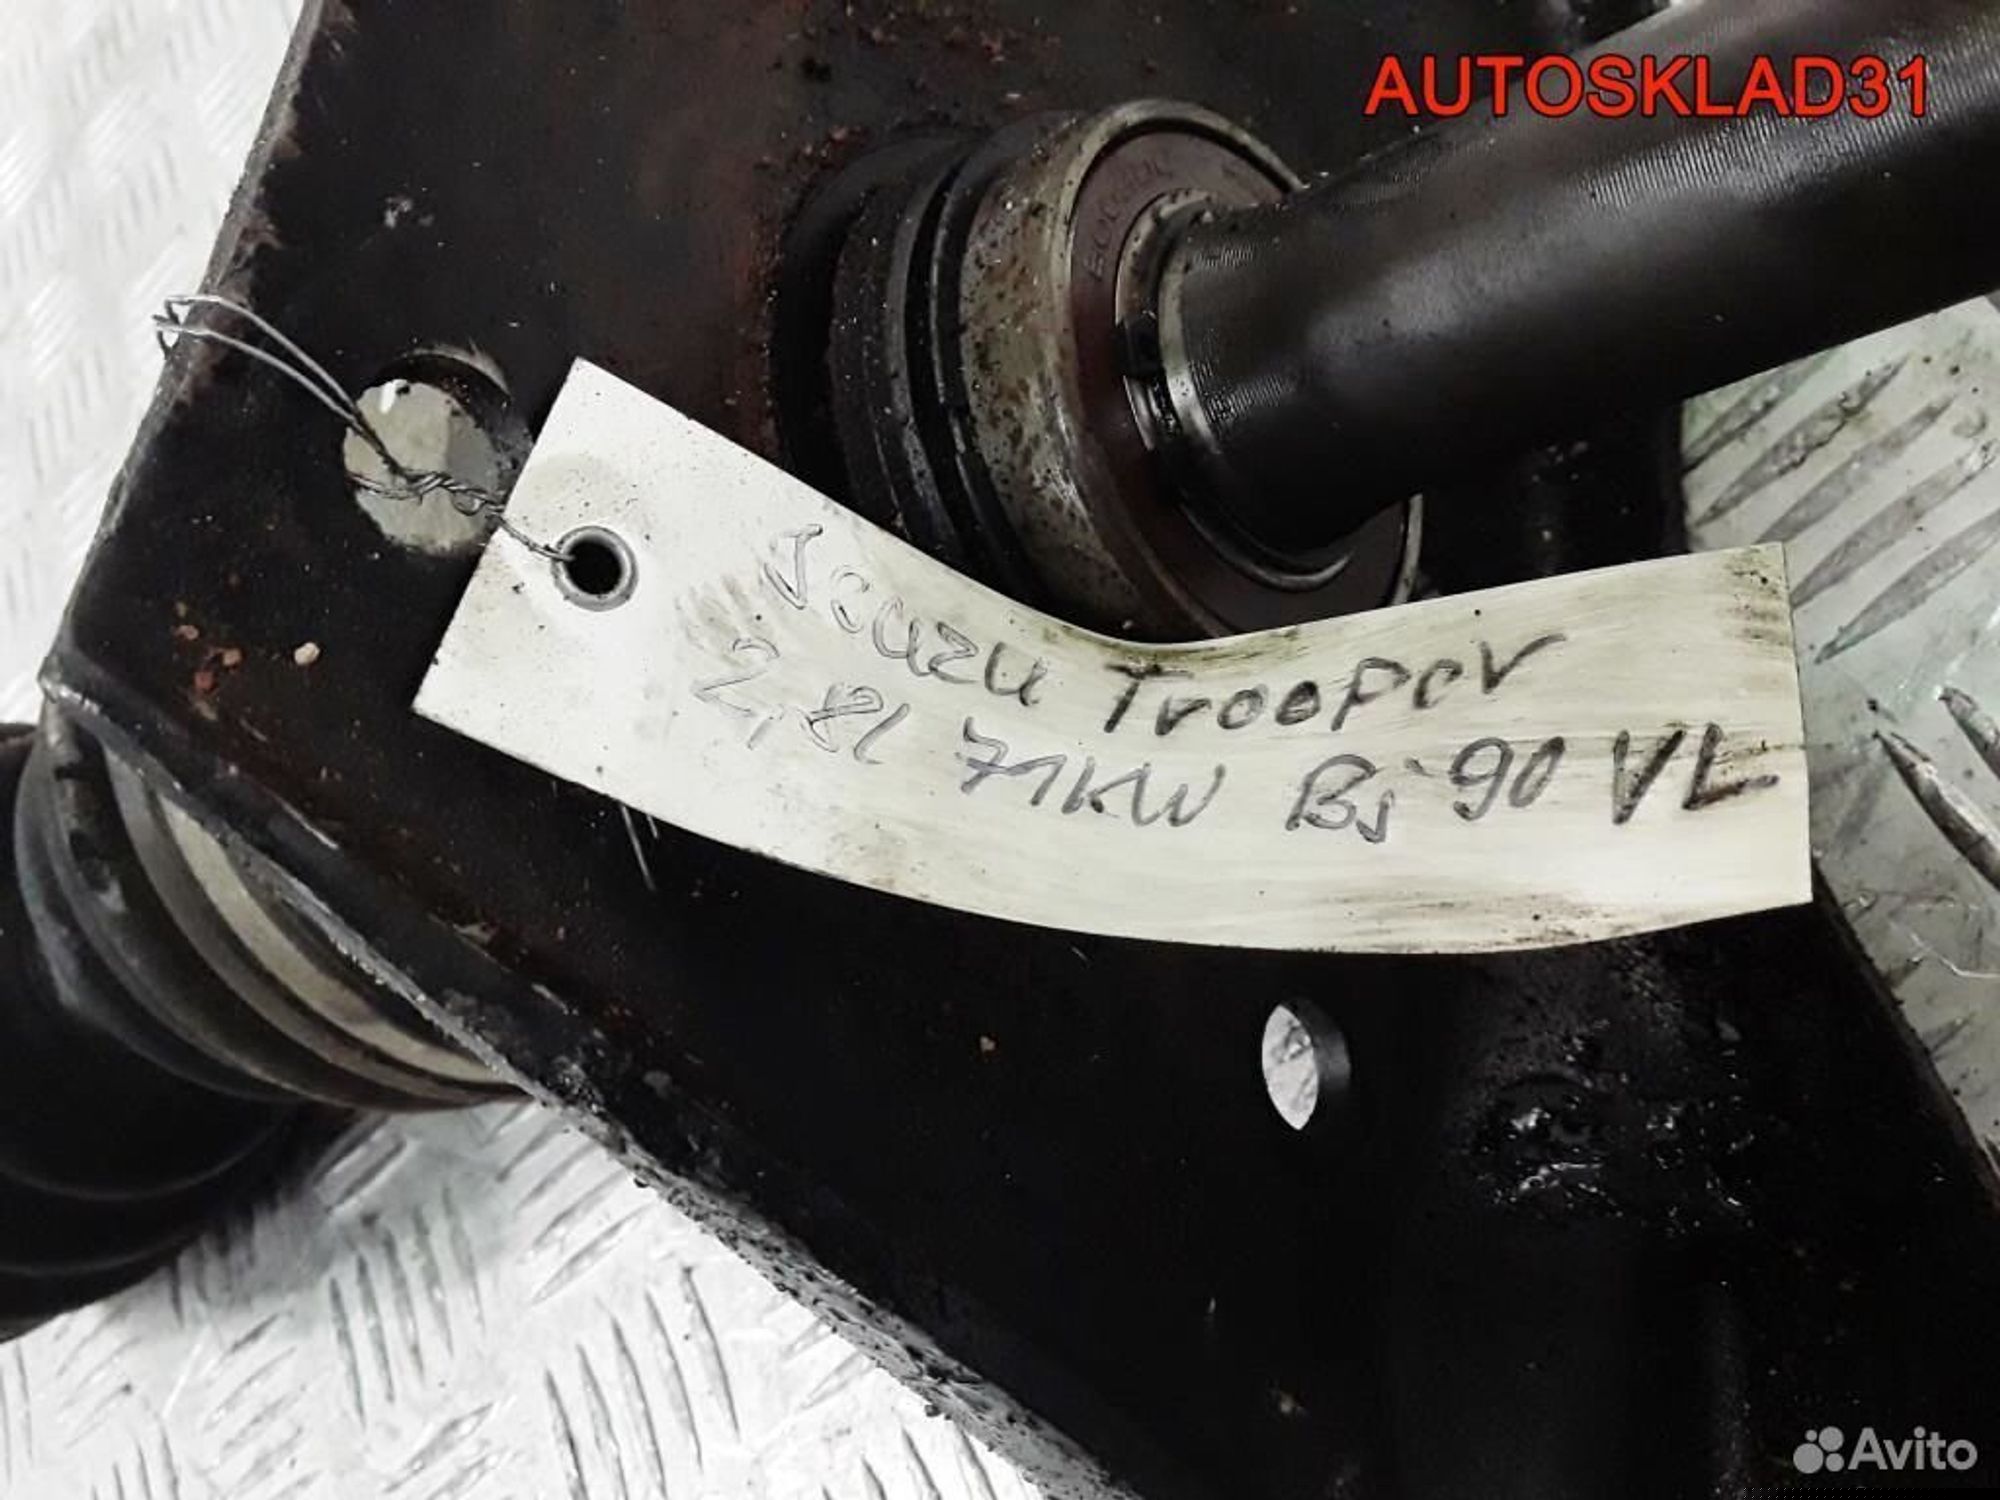 AUTOSKLAD31
Isuzu Trooper
2,8L 71KW Bj 90 VL
Avito